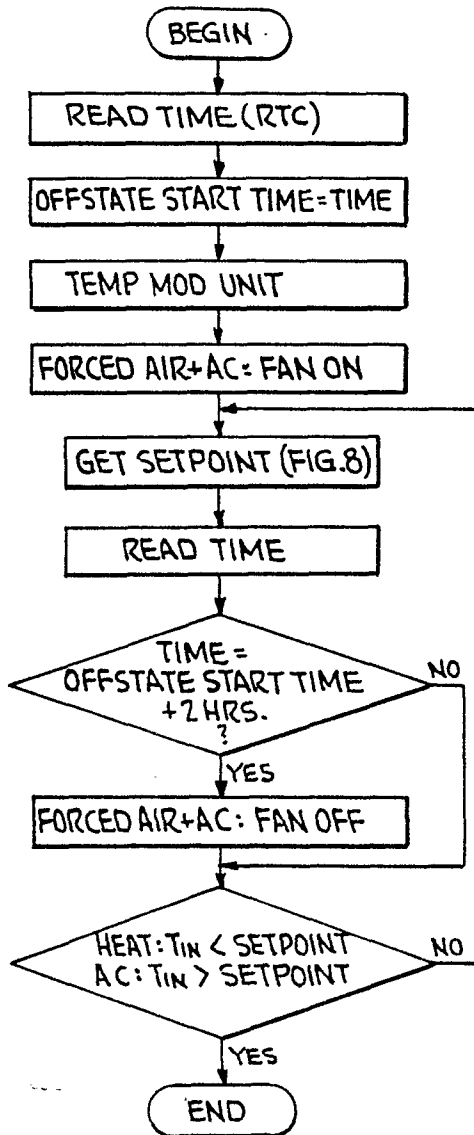 BEGIN
READ TIME (RTC)
OFFSTATE START TIME=TIME
TEMP MOD UNIT
FORCED AIR+AC: FAN ON
GET SETPOINT (FIG.8)
READ TIME
TIME=
OFFSTATE START TIME
+2 HRS.
?
NO
YES
FORCED AIR+AC: FAN OFF
HEAT: TIN < SETPOINT
AC: TIN > SETPOINT
NO
YES
END